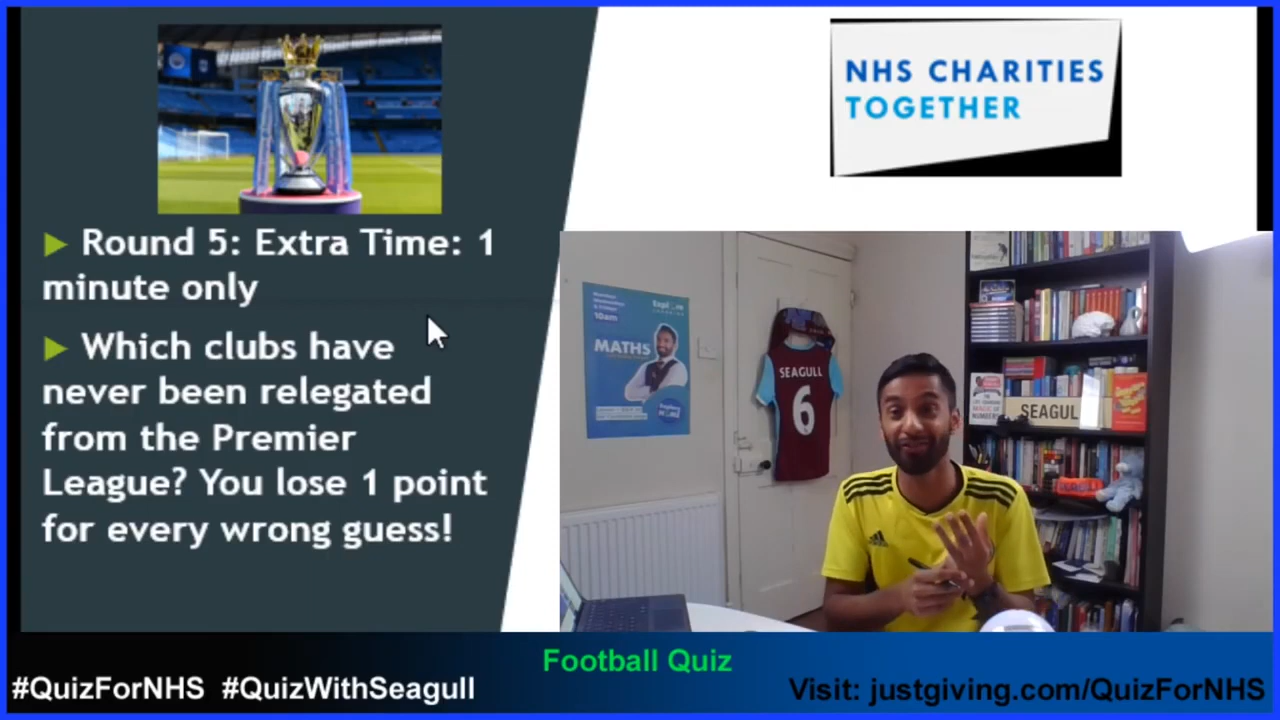 NHS CHARITIES
TOGETHER
► Round 5: Extra Time: 1
minute only
► Which clubs have
never been relegated
from the Premier
League? You lose 1 point
for every wrong guess!
10am
MATHS
SEAGULL
6
SEAGUL
Football Quiz
#QuizForNHS #QuizWithSeagull
Visit: justgiving.com/QuizForNHS